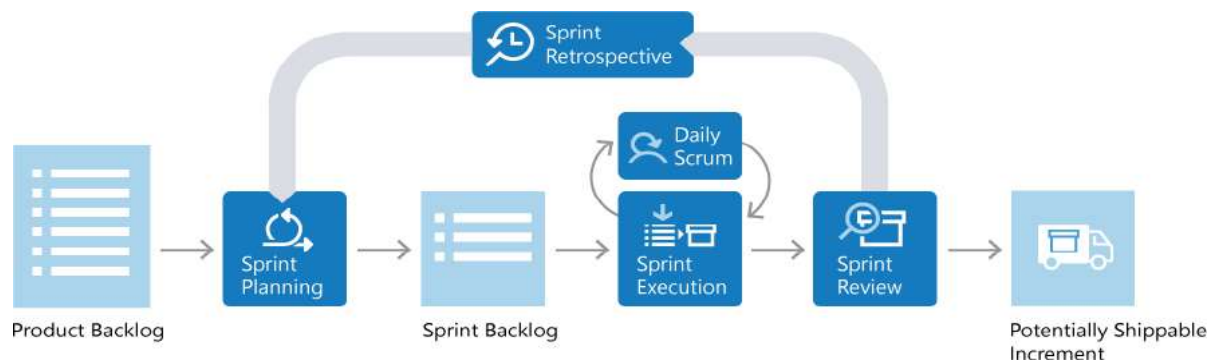 Sprint
Retrospective
Daily
Scrum
Sprint
Planning
Sprint
Execution
Sprint
Review
Product Backlog
Sprint Backlog
Potentially Shippable
Increment